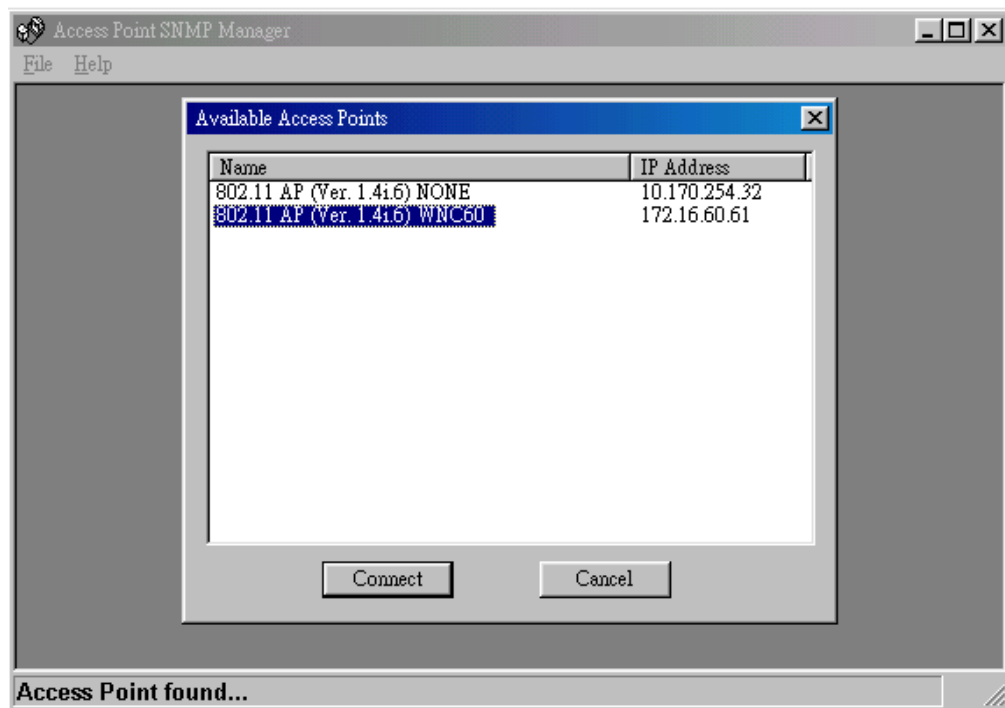 Access Point SNMP Manager
File Help
Available Access Points
Name IP Address
802.11 AP (Ver. 1.4i.6) NONE 10.170.254.32
802.11 AP (Ver. 1.4i.6) WNC60 172.16.60.61
Connect Cancel
Access Point found...